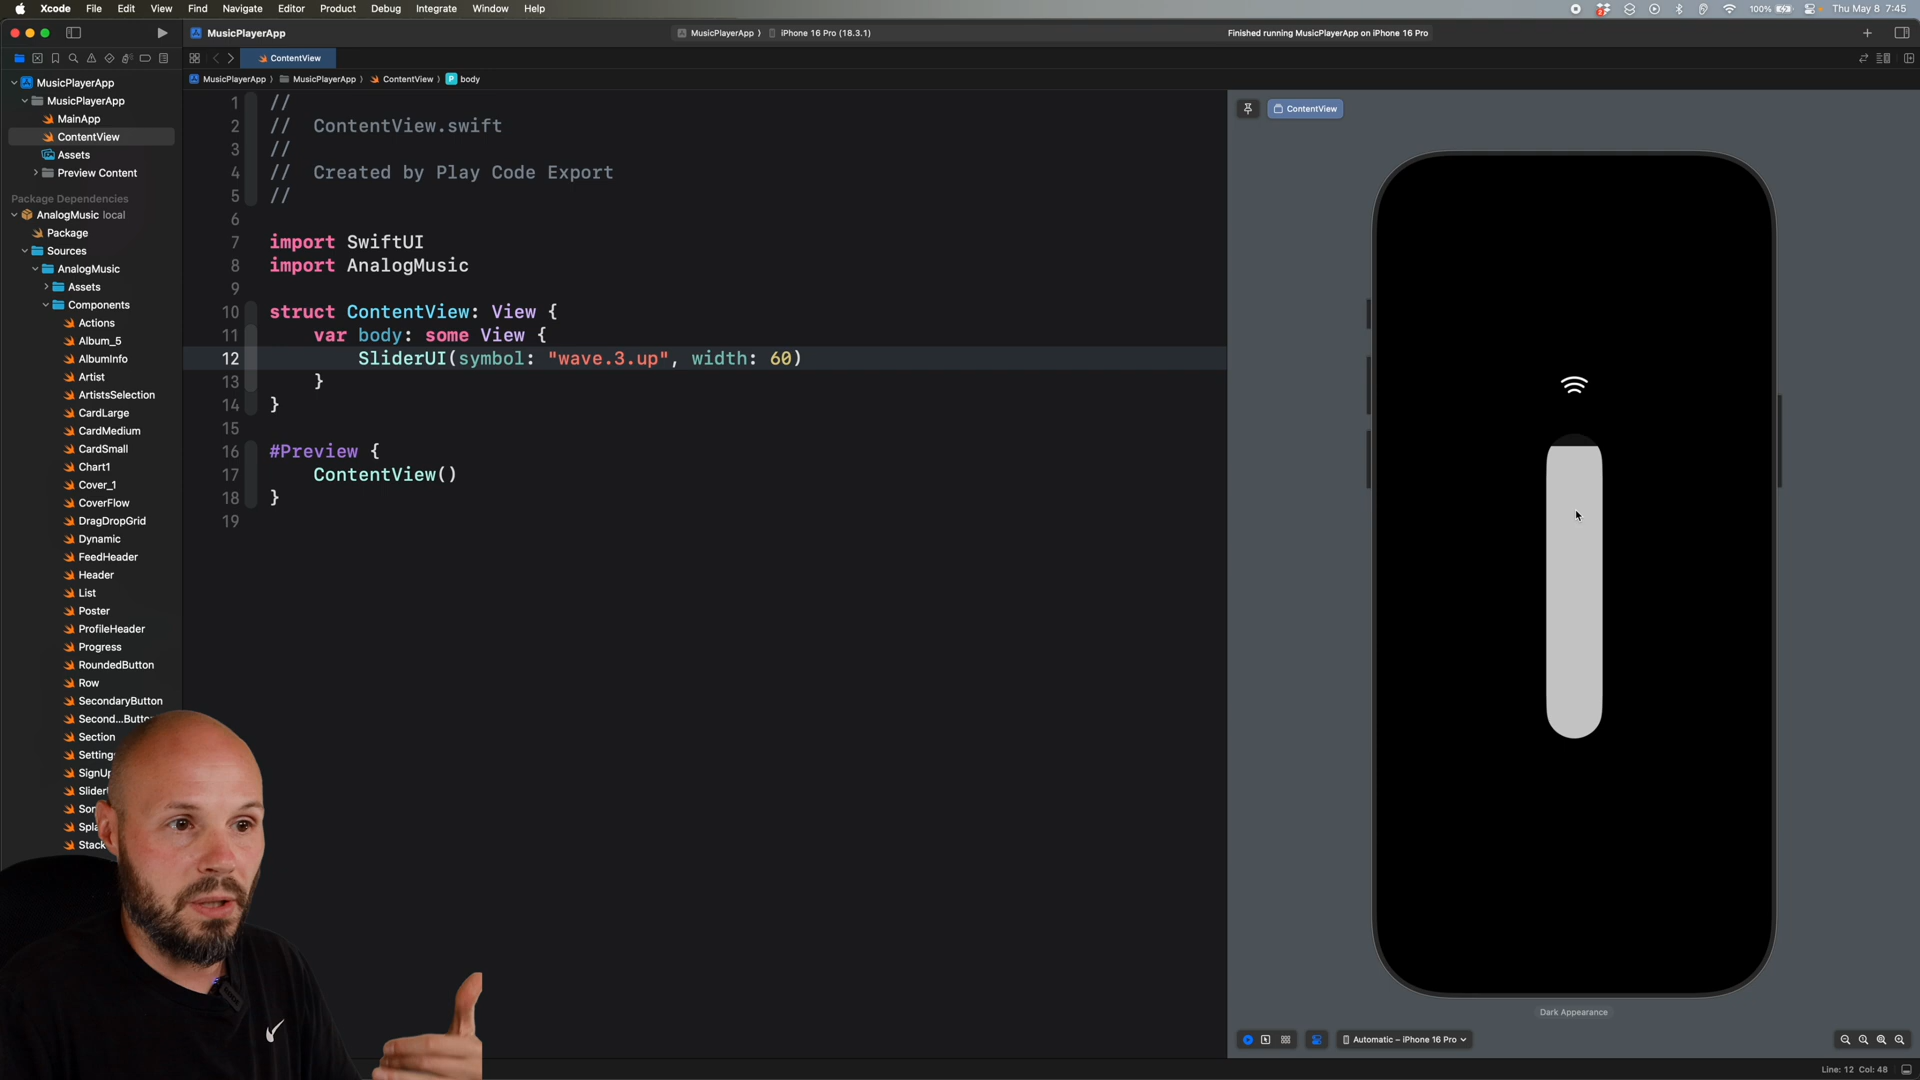 Xcode File Edit View Find Navigate Editor Product Debug Integrate Window Help
100% Thu May 8 7:45
MusicPlayerApp
MusicPlayerApp iPhone 16 Pro (18.3.1)
Finished running MusicPlayerApp on iPhone 16 Pro
ContentView
MusicPlayerApp MusicPlayerApp ContentView P body
MusicPlayerApp
MusicPlayerApp
MainApp
ContentView
Assets
Preview Content
Package Dependencies
AnalogMusic local
Package
Sources
AnalogMusic
Assets
Components
Actions
Album_5
AlbumInfo
Artist
ArtistsSelection
CardLarge
CardMedium
CardSmall
Chart1
Cover_1
CoverFlow
DragDropGrid
Dynamic
FeedHeader
Header
List
Poster
ProfileHeader
Progress
RoundedButton
Row
SecondaryButton
Second...Butto
Section
Setting
SignUp
Slider
Son
Spla
Stack
1 //
2 // ContentView.swift
3 //
4 // Created by Play Code Export
5 //
6
7 import SwiftUI
8 import AnalogMusic
9
10 struct ContentView: View {
11 var body: some View {
12 SliderUI(symbol: "wave.3.up", width: 60)
13 }
14 }
15
16 #Preview {
17 ContentView()
18 }
19
ContentView
Dark Appearance
Automatic – iPhone 16 Pro
Line: 12 Col: 48